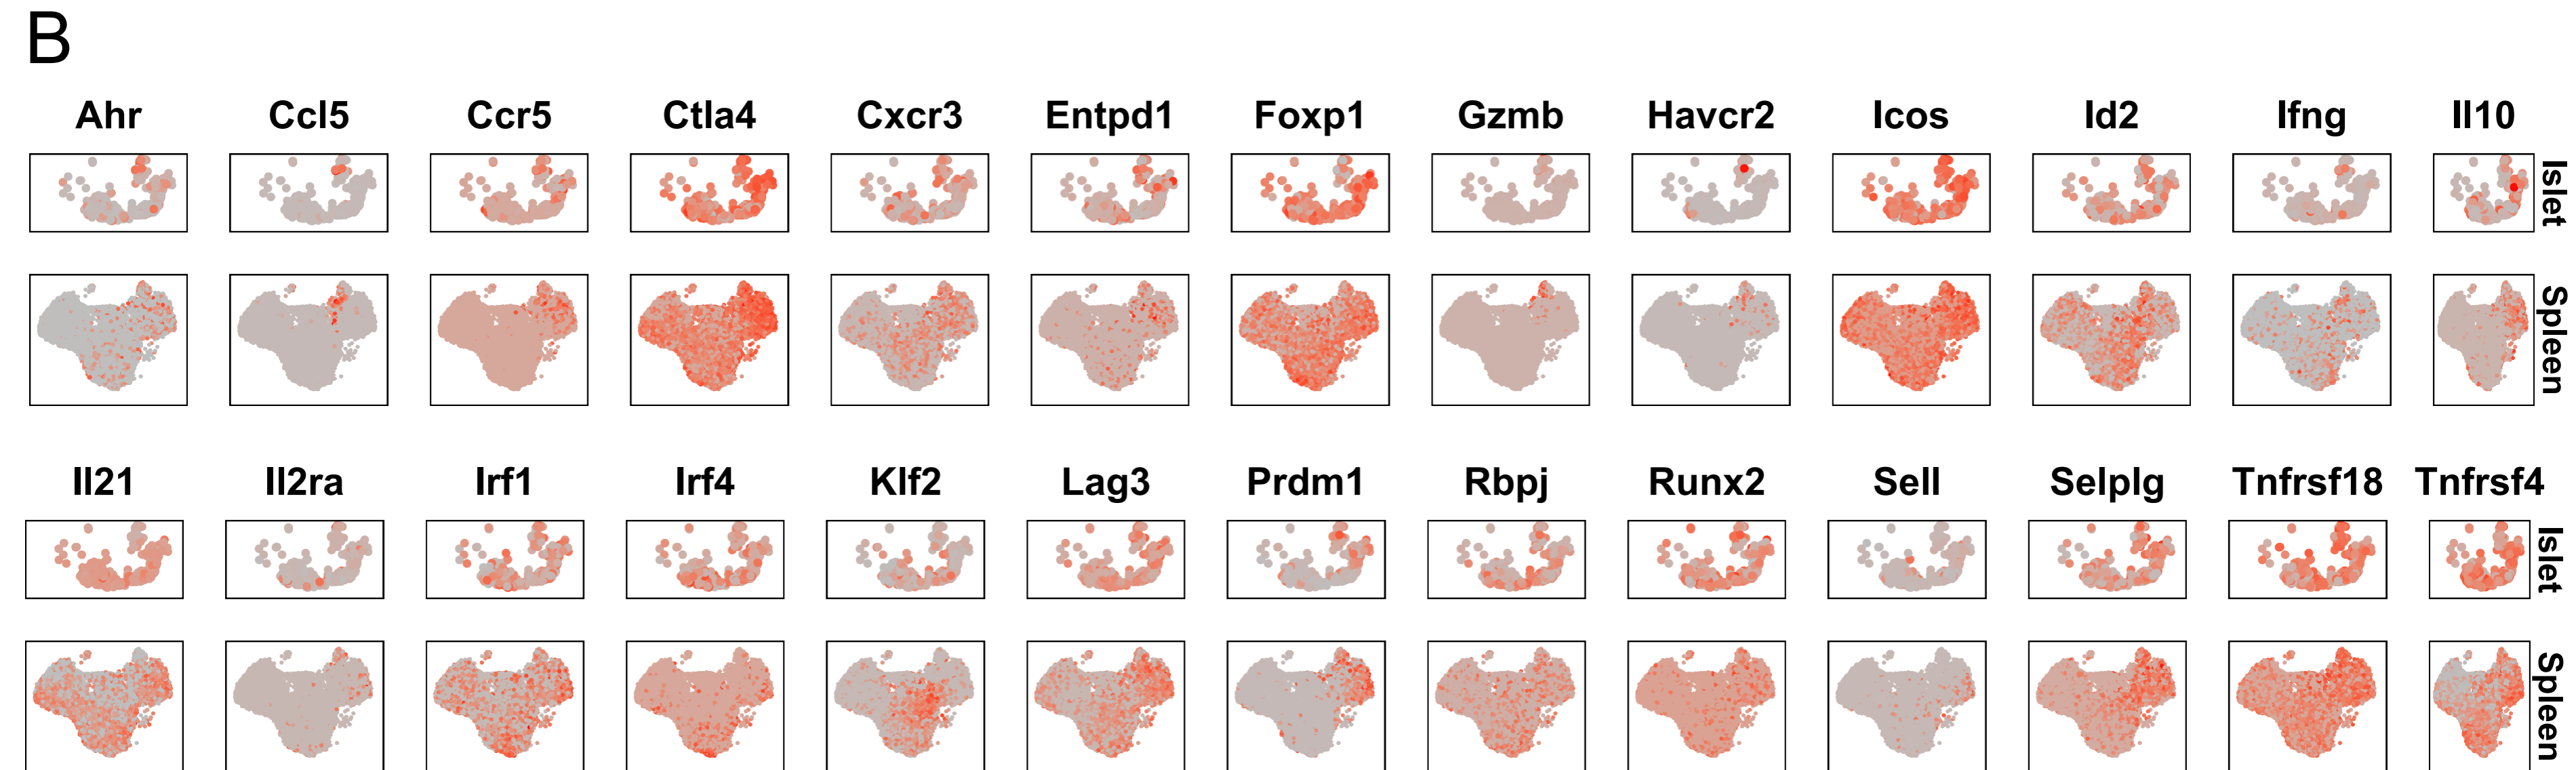 B
Ahr Ccl5 Ccr5 Ctla4 Cxcr3 Entpd1 Foxp1 Gzmb Havcr2 Icos Id2 Ifng Il10
Islet
Spleen
Il21 Il2ra Irf1 Irf4 Klf2 Lag3 Prdm1 Rbpj Runx2 Sell Selplg Tnfrsf18 Tnfrsf4
Islet
Spleen